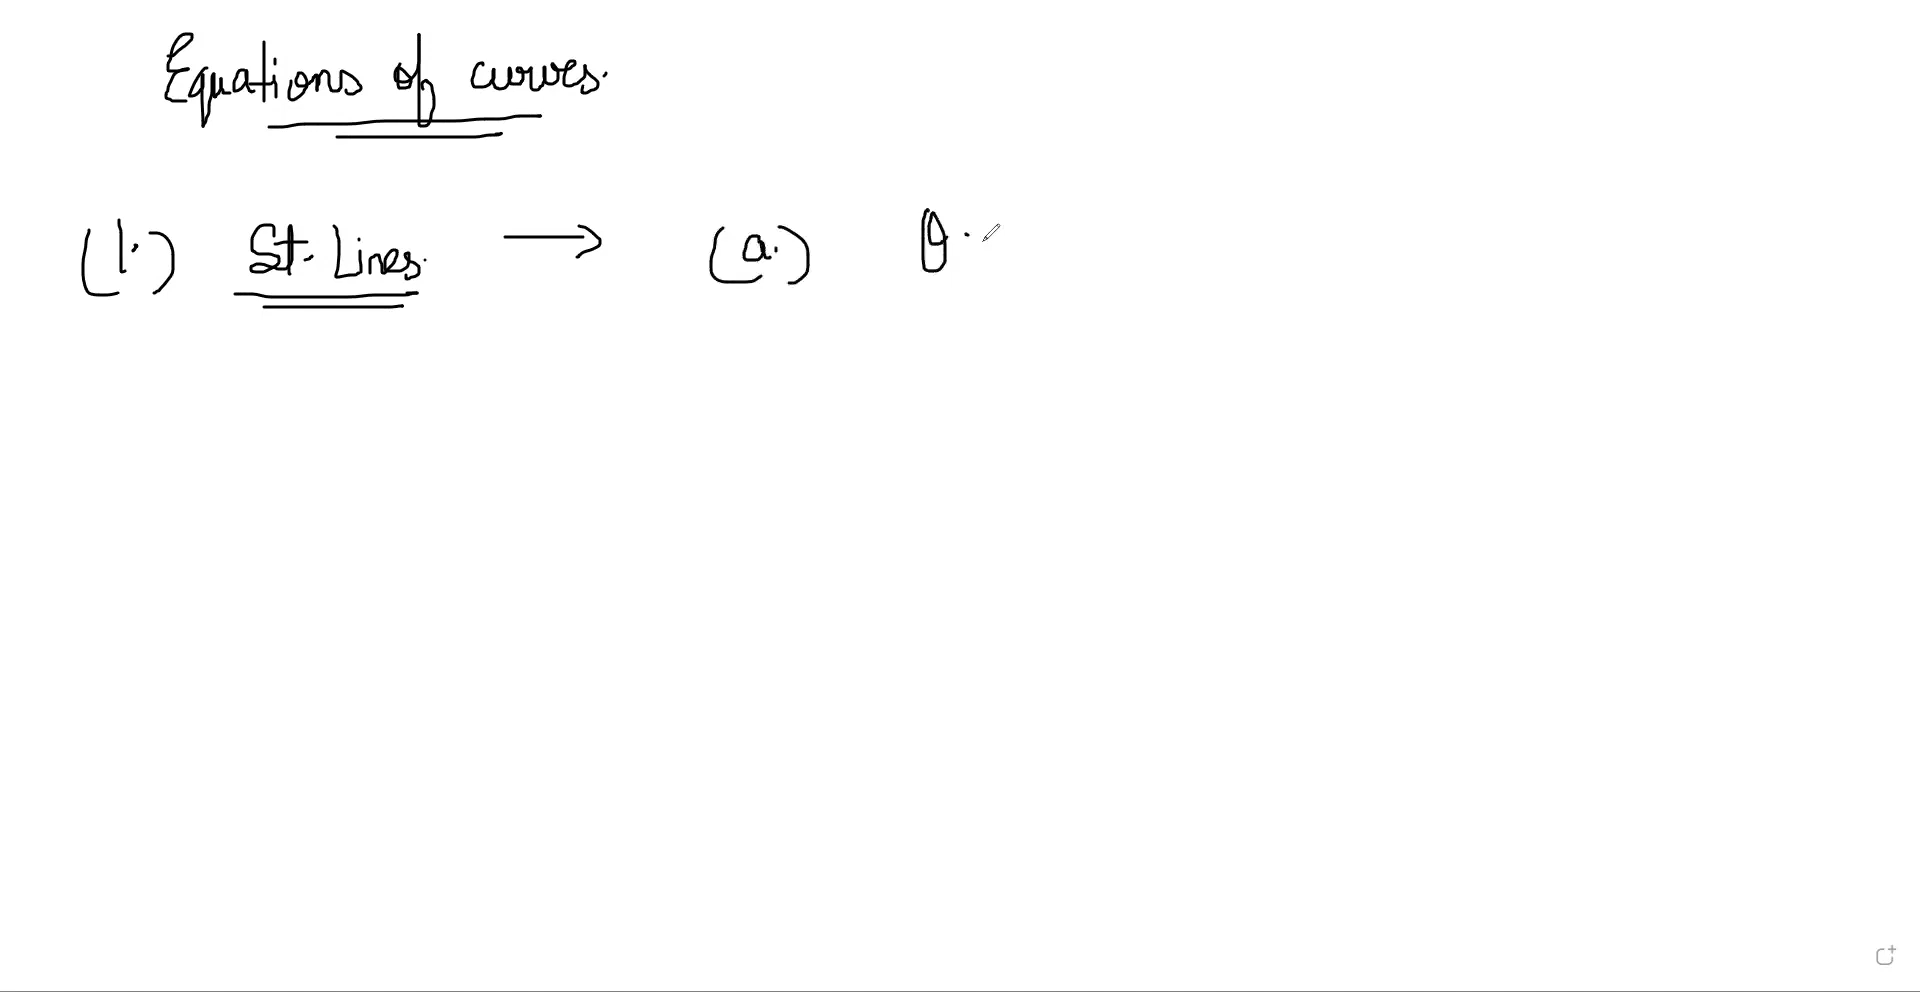 Equations of curves.
(1.) St. Lines. → (a.) θ.